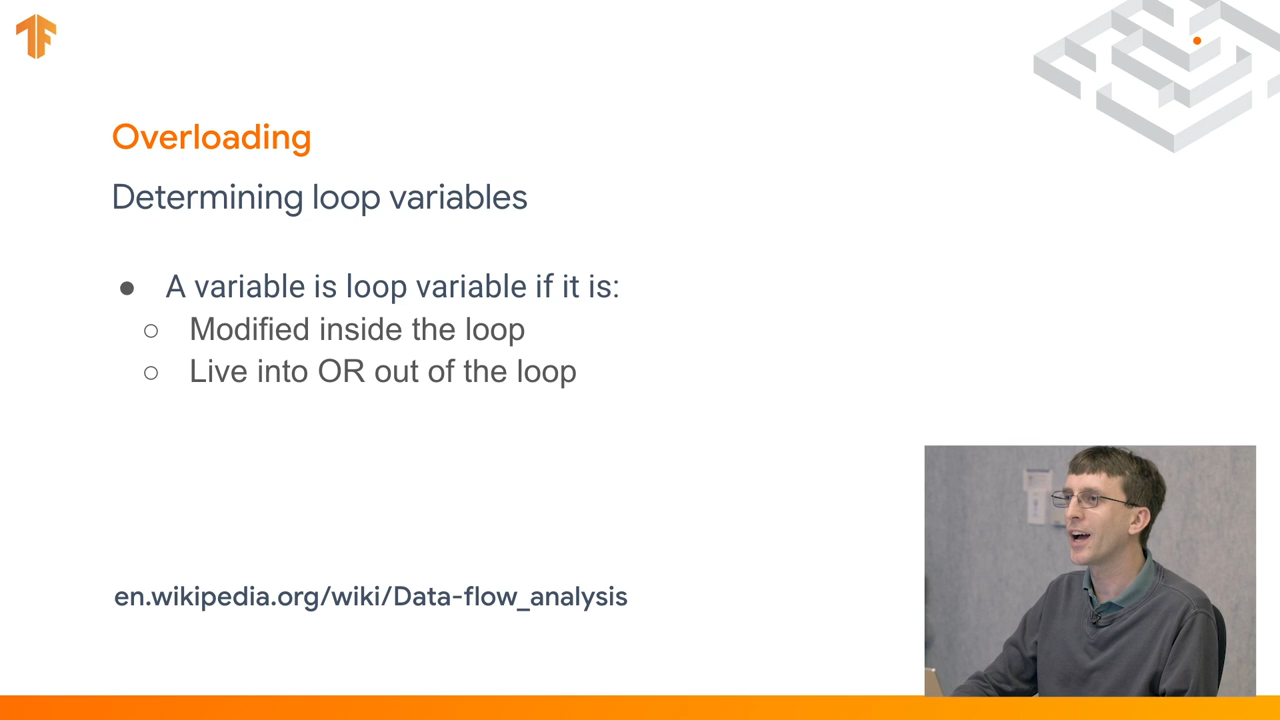 Overloading
Determining loop variables
● A variable is loop variable if it is:
○ Modified inside the loop
○ Live into OR out of the loop
en.wikipedia.org/wiki/Data-flow_analysis